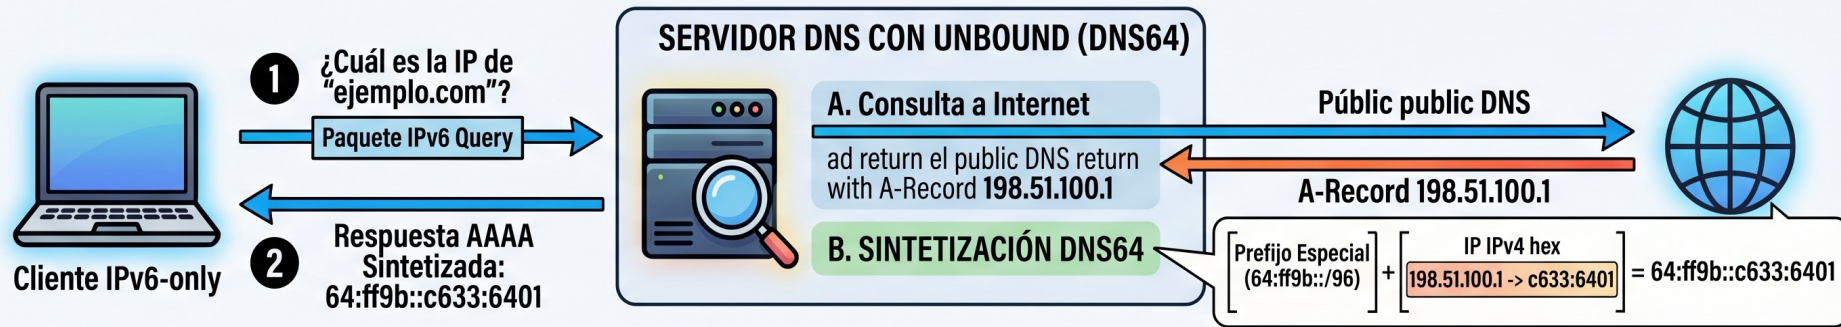 SERVIDOR DNS CON UNBOUND (DNS64)
1
¿Cuál es la IP de
"ejemplo.com"?
Paquete IPv6 Query
2
Respuesta AAAA
Sintetizada:
64:ff9b::c633:6401
Cliente IPv6-only
A. Consulta a Internet
ad return el public DNS return
with A-Record 198.51.100.1
B. SINTETIZACIÓN DNS64
Públic public DNS
A-Record 198.51.100.1
Prefijo Especial
(64:ff9b::/96)
+
IP IPv4 hex
198.51.100.1 -> c633:6401
= 64:ff9b::c633:6401